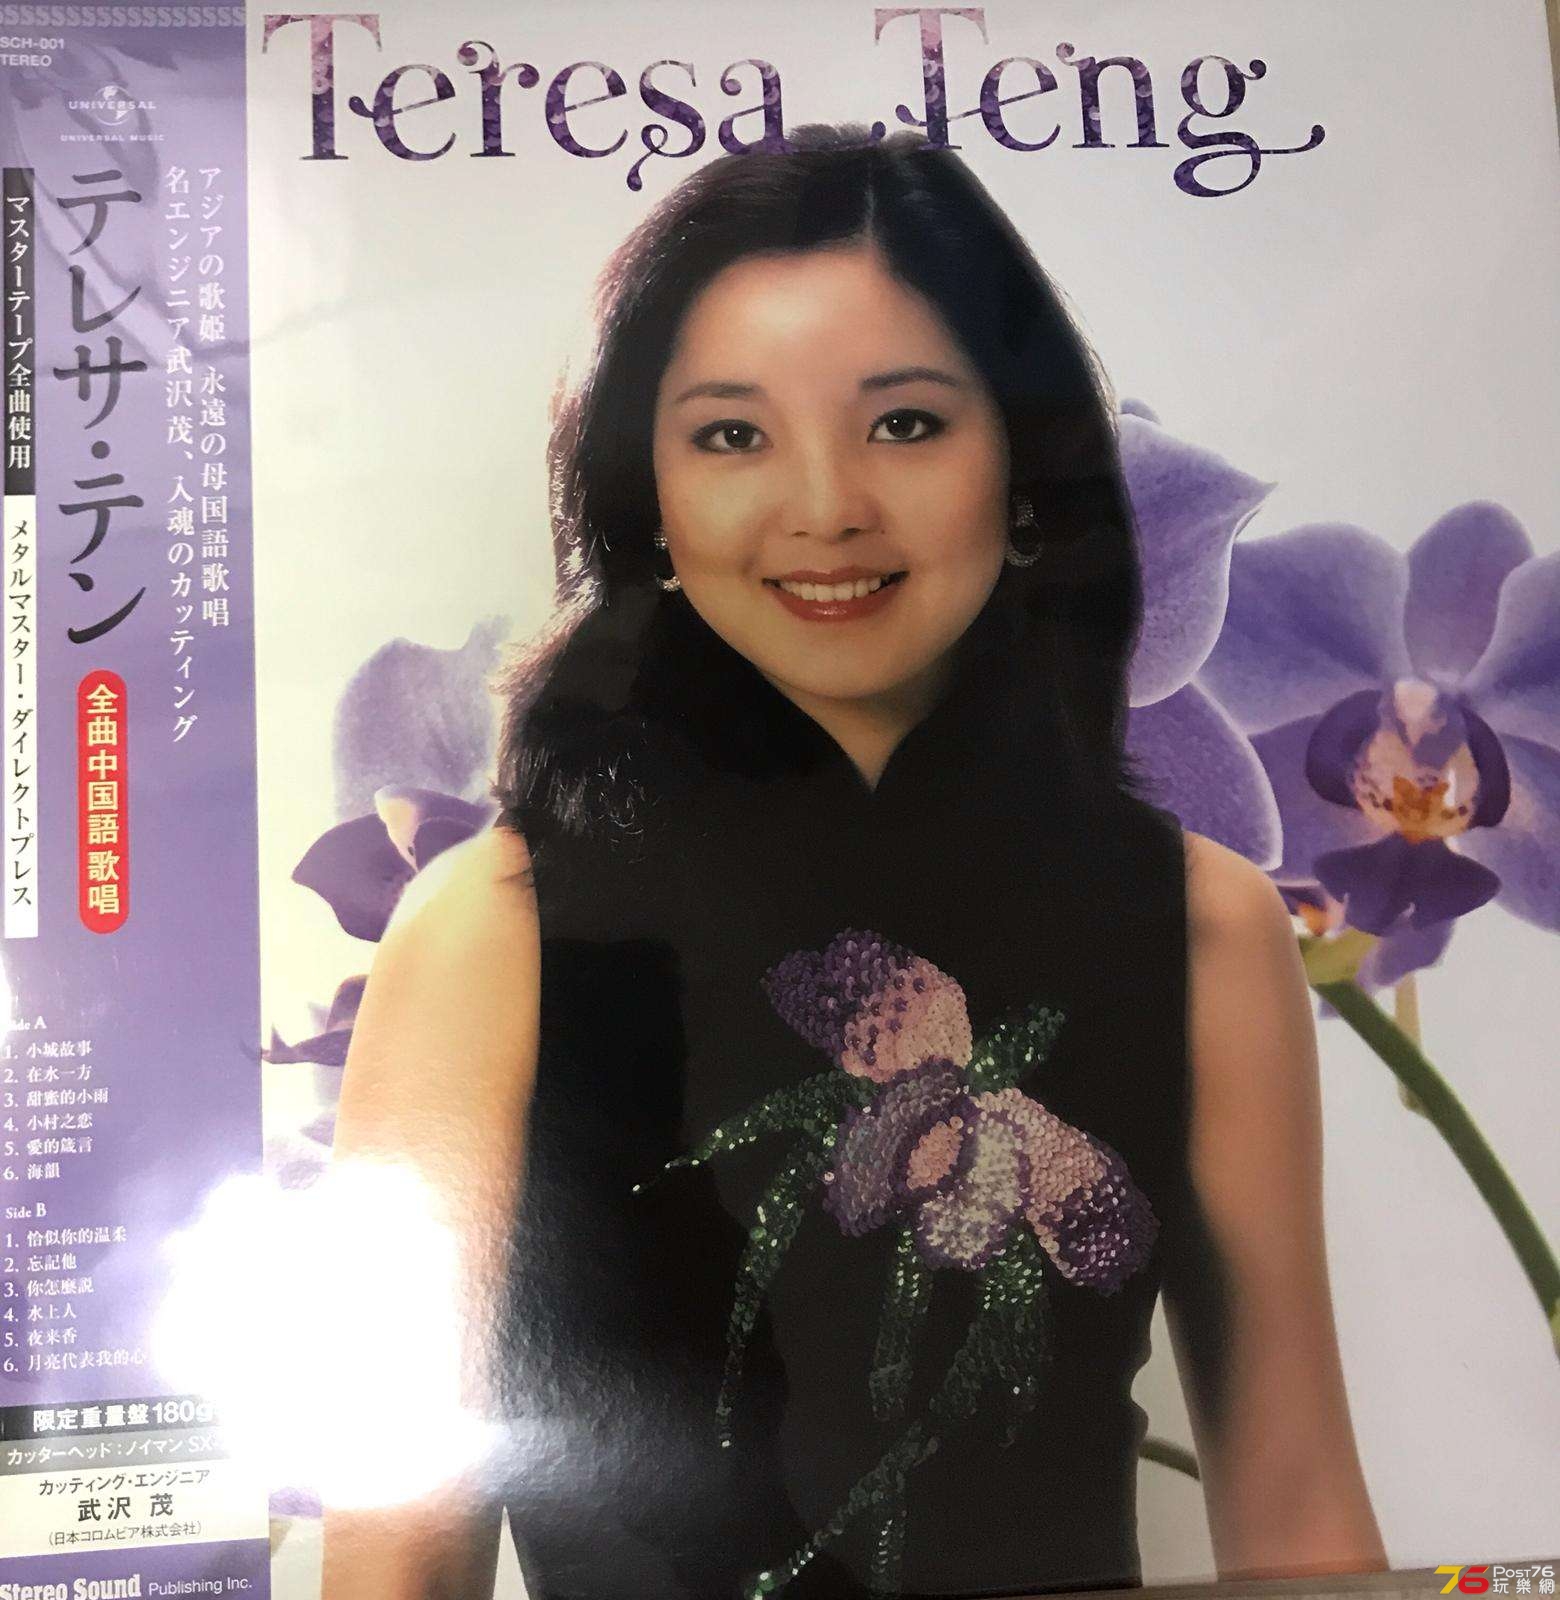 Teresa Teng
SCH-001
TEREO
UNIVERSAL
UNIVERSAL MUSIC
アジアの歌姫 永遠の母国語歌唱
名エンジニア武沢茂、入魂のカッティング
テレサ・テン
全曲中国語歌唱
マスターテープ全曲使用
メタルマスター・ダイレクトプレス
Side A
1. 小城故事
2. 在水一方
3. 甜蜜的小雨
4. 小村之恋
5. 愛的箴言
6. 海韻
Side B
1. 恰似你的温柔
2. 忘記他
3. 你怎麼説
4. 水上人
5. 夜来香
6. 月亮代表我的心
限定重量盤180g
カッターヘッド：ノイマン SX
カッティング・エンジニア
武沢 茂
(日本コロムビア株式会社)
Stereo Sound Publishing Inc.
76 Post76
玩樂網